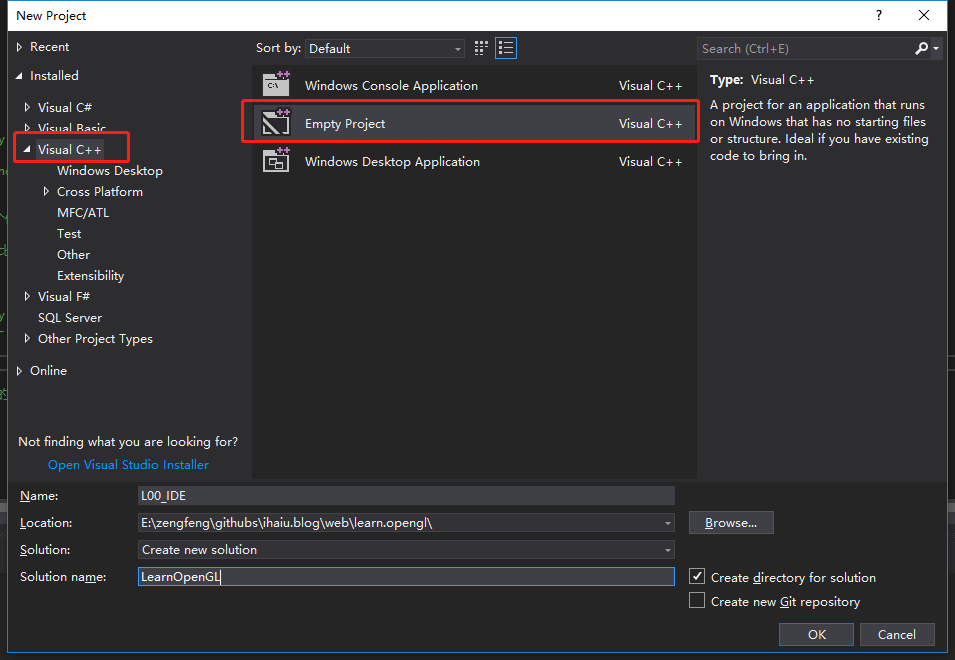 New Project
?
Recent
Installed
Visual C#
Visual Basic
Visual C++
Windows Desktop
Cross Platform
MFC/ATL
Test
Other
Extensibility
Visual F#
SQL Server
Other Project Types
Online
Not finding what you are looking for?
Open Visual Studio Installer
Sort by: Default
Windows Console Application Visual C++
Empty Project Visual C++
Windows Desktop Application Visual C++
Search (Ctrl+E)
Type: Visual C++
A project for an application that runs
on Windows that has no starting files
or structure. Ideal if you have existing
code to bring in.
Name: L00_IDE
Location: E:\zengfeng\githubs\ihaiu.blog\web\learn.opengl\ Browse...
Solution: Create new solution
Solution name: LearnOpenGL
Create directory for solution
Create new Git repository
OK Cancel